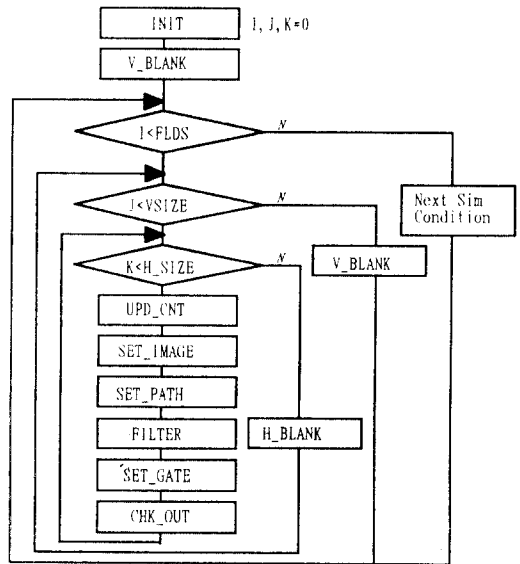 INIT I, J, K=0
V_BLANK
I<FLDS N
J<VSIZE N
Next Sim
Condition
K<H_SIZE N
V_BLANK
UPD_CNT
SET_IMAGE
SET_PATH
FILTER H_BLANK
SET_GATE
CHK_OUT